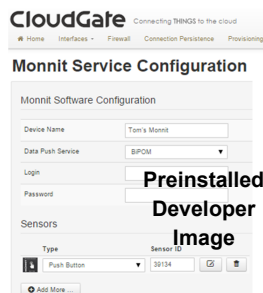 CloudGate Connecting THINGS to the cloud
Home Interfaces Firewall Connection Persistence Provisioning
Monnit Service Configuration
Monnit Software Configuration
Device Name Tom's Monnit
Data Push Service BiPOM
Login
Password
Preinstalled
Developer
Image
Sensors
Type Sensor ID
Push Button 39134
Add More ...